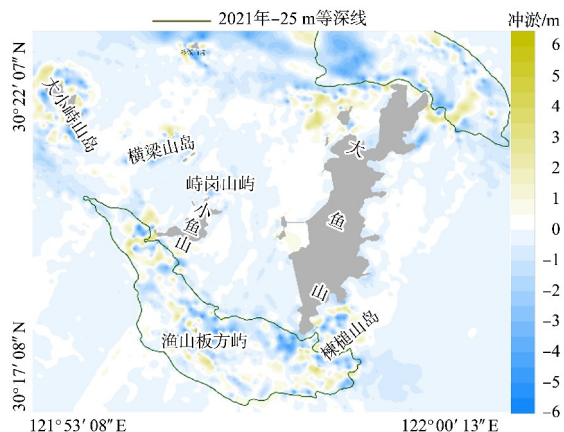 2021年-25 m等深线
冲淤/m
30°22′07″N
30°17′08″N
大小峙山岛
横梁山岛
峙岗山屿
小鱼山
大鱼山
渔山板方屿
楝槌山岛
6
5
4
3
2
1
0
-1
-2
-3
-4
-5
-6
121°53′08″E
122°00′13″E